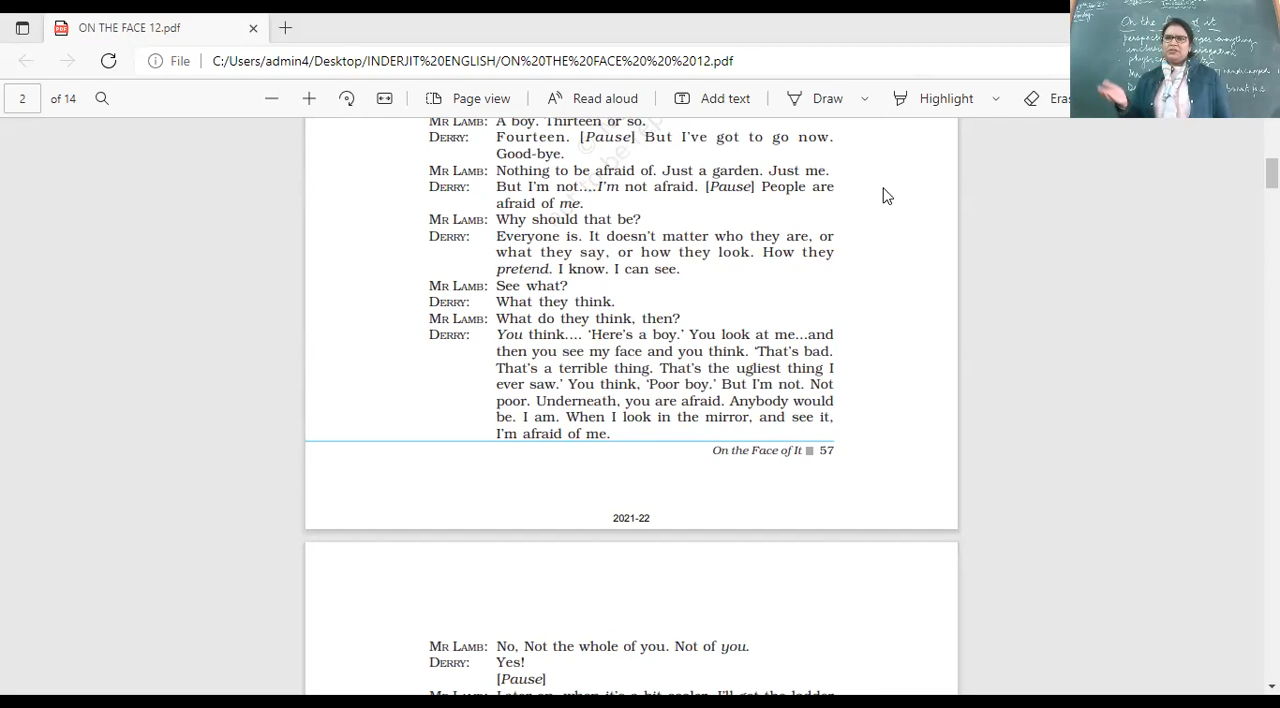 ON THE FACE 12.pdf
File C:/Users/admin4/Desktop/INDERJIT%20ENGLISH/ON%20THE%20FACE%20%20%2012.pdf
2 of 14 Page view Read aloud Add text Draw Highlight
On the face of it
MR LAMB: A boy. Thirteen or so.
DERRY: Fourteen. [Pause] But I've got to go now.
Good-bye.
MR LAMB: Nothing to be afraid of. Just a garden. Just me.
DERRY: But I'm not....I'm not afraid. [Pause] People are
afraid of me.
MR LAMB: Why should that be?
DERRY: Everyone is. It doesn't matter who they are, or
what they say, or how they look. How they
pretend. I know. I can see.
MR LAMB: See what?
DERRY: What they think.
MR LAMB: What do they think, then?
DERRY: You think.... 'Here's a boy.' You look at me...and
then you see my face and you think. 'That's bad.
That's a terrible thing. That's the ugliest thing I
ever saw.' You think, 'Poor boy.' But I'm not. Not
poor. Underneath, you are afraid. Anybody would
be. I am. When I look in the mirror, and see it,
I'm afraid of me.
On the Face of It ■ 57
2021-22
MR LAMB: No, Not the whole of you. Not of you.
DERRY: Yes!
[Pause]
Later on, when it's a bit cooler, I'll get the ladder